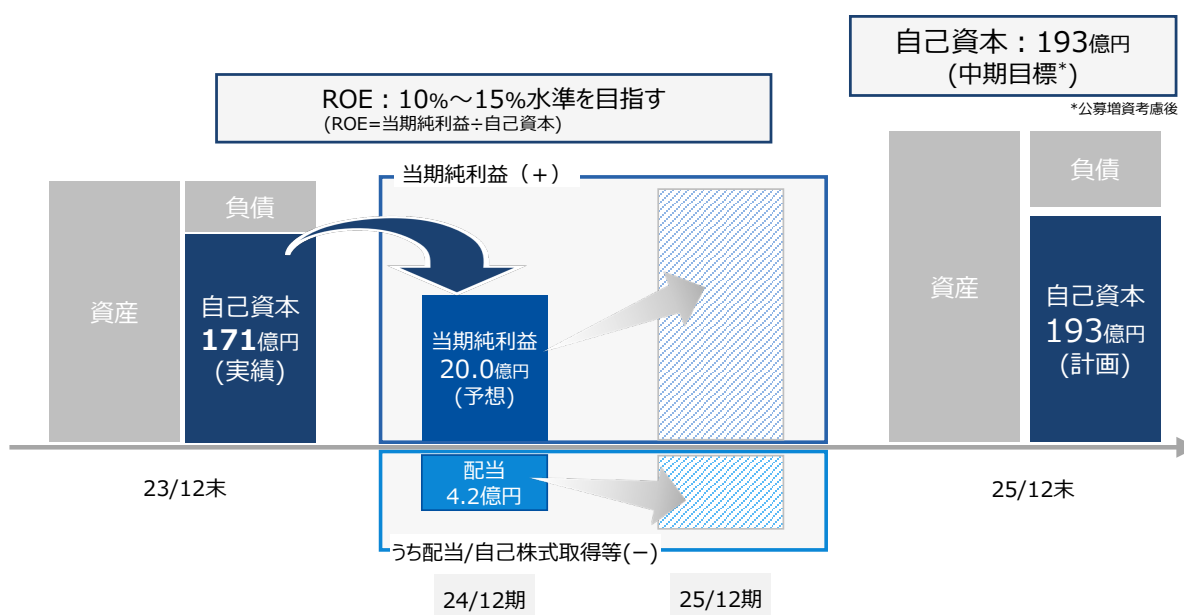 自己資本：193億円
(中期目標*)
*公募増資考慮後
ROE：10%～15%水準を目指す
(ROE=当期純利益÷自己資本)
資産
負債
自己資本
171億円
(実績)
23/12末
当期純利益（+）
当期純利益
20.0億円
(予想)
配当
4.2億円
うち配当/自己株式取得等(−)
24/12期
25/12期
資産
負債
自己資本
193億円
(計画)
25/12末